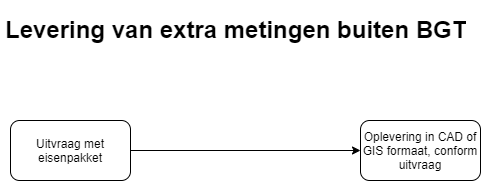 Levering van extra metingen buiten BGT
Uitvraag met
eisenpakket
Oplevering in CAD of
GIS formaat, conform
uitvraag